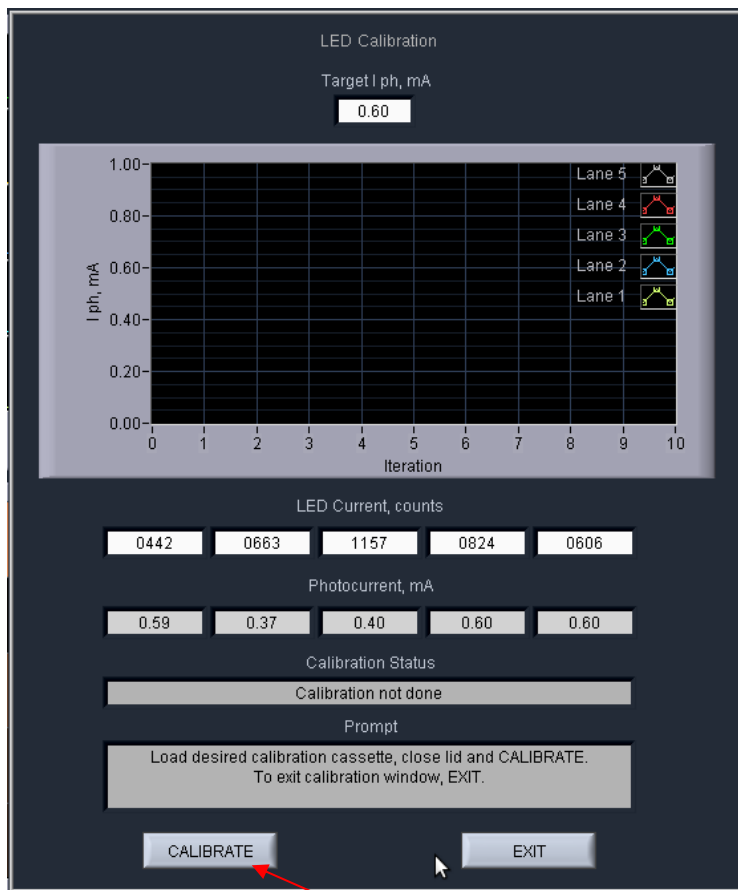 LED Calibration
Target I ph, mA
0.60
1.00
0.80
0.60
0.40
0.20
0.00
I ph, mA
Lane 5
Lane 4
Lane 3
Lane 2
Lane 1
0 1 2 3 4 5 6 7 8 9 10
Iteration
LED Current, counts
0442 0663 1157 0824 0606
Photocurrent, mA
0.59 0.37 0.40 0.60 0.60
Calibration Status
Calibration not done
Prompt
Load desired calibration cassette, close lid and CALIBRATE.
To exit calibration window, EXIT.
CALIBRATE EXIT